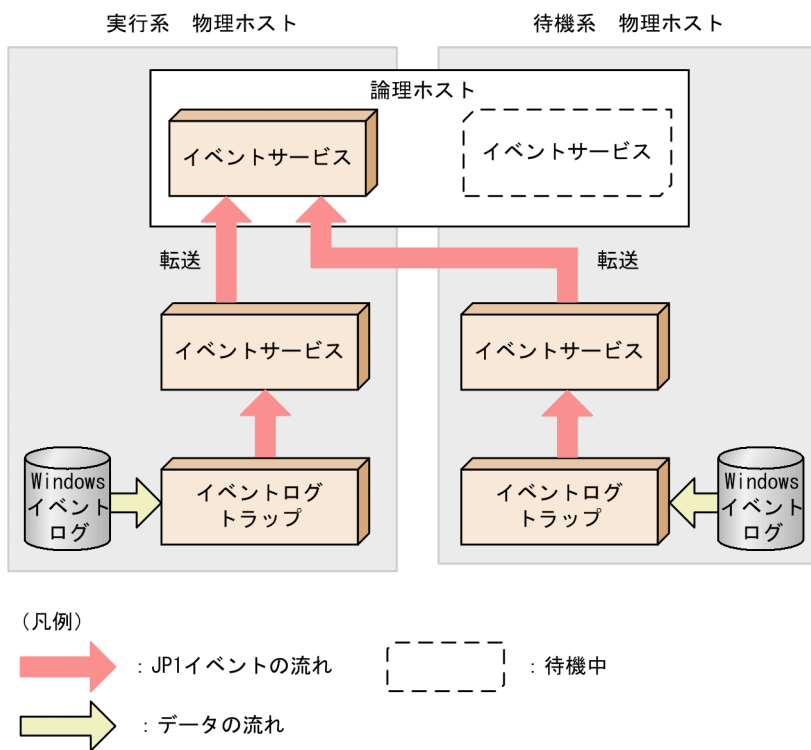 実行系　物理ホスト
待機系　物理ホスト
論理ホスト
イベントサービス
イベントサービス
転送
転送
イベントサービス
イベントサービス
Windows
イベント
ログ
イベントログ
トラップ
イベントログ
トラップ
Windows
イベント
ログ
（凡例）
：JP1イベントの流れ
：待機中
：データの流れ